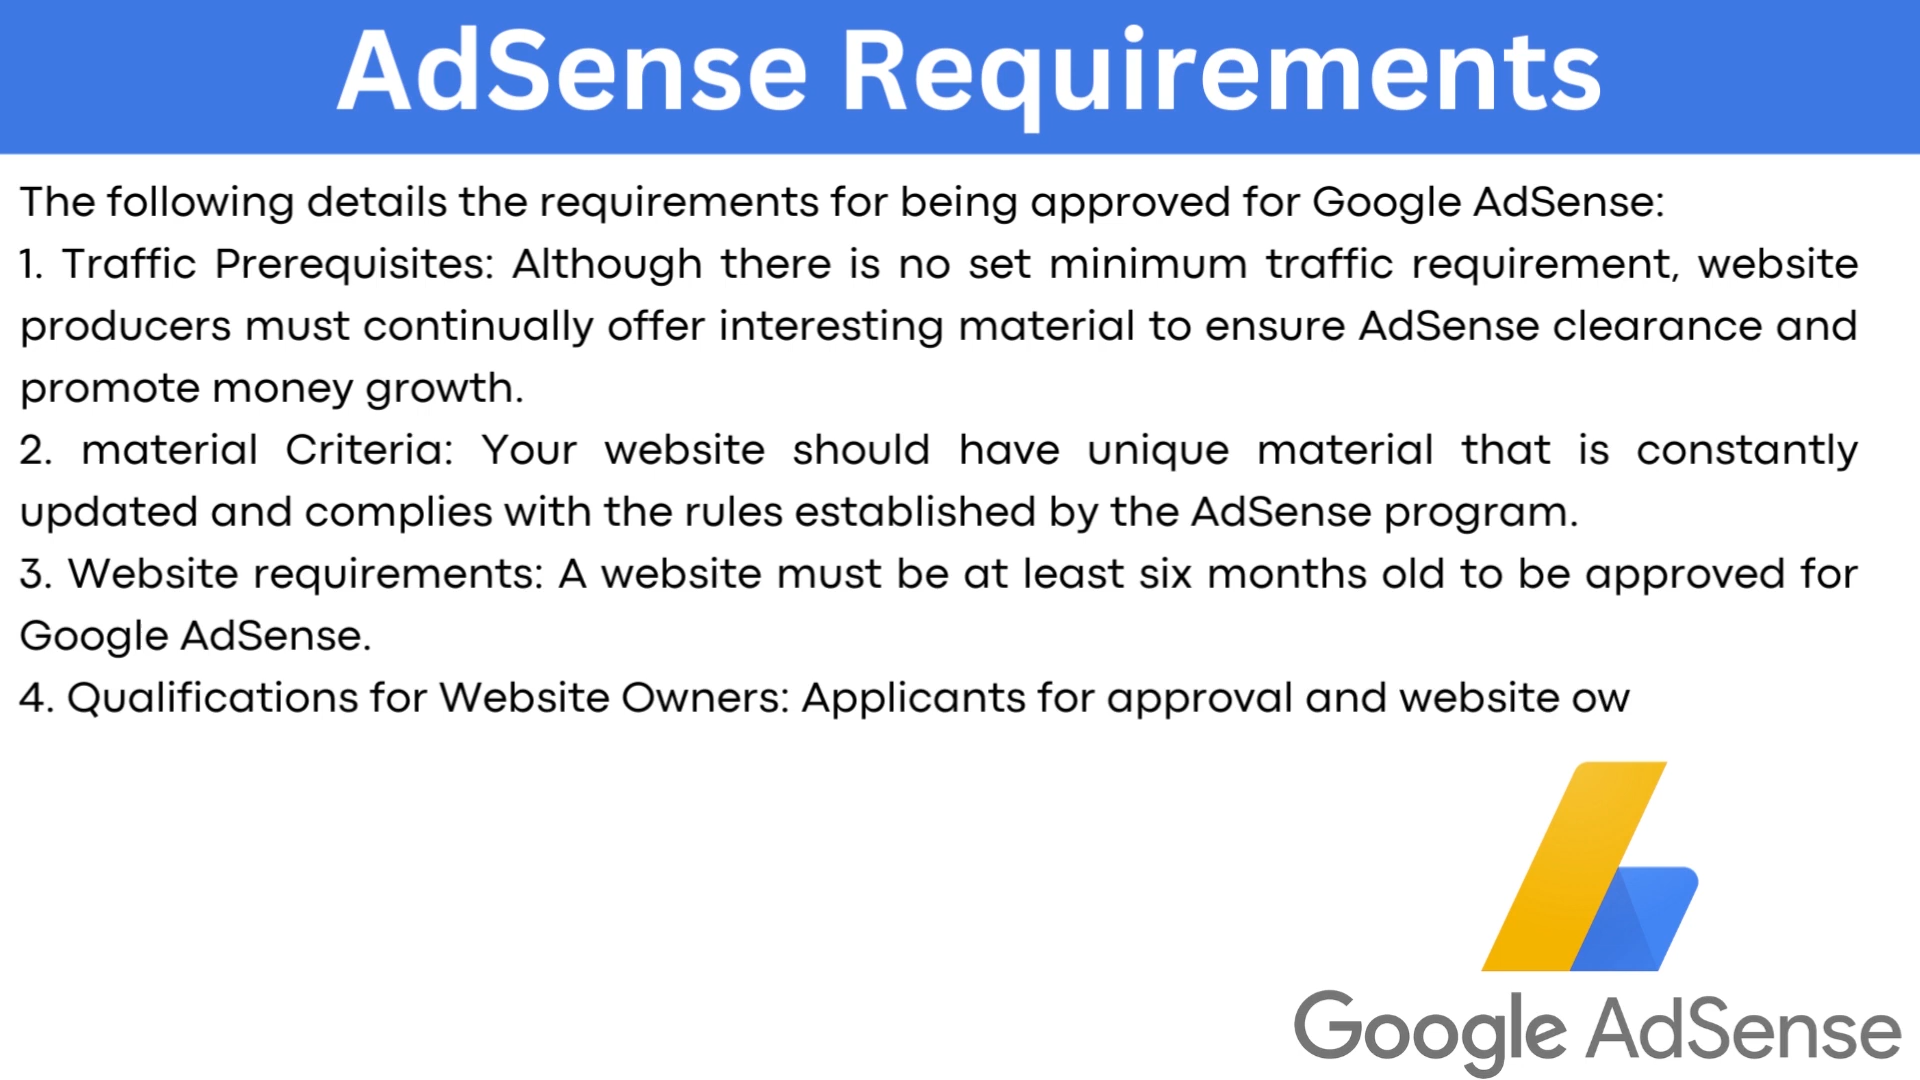 AdSense Requirements
The following details the requirements for being approved for Google AdSense:
1. Traffic Prerequisites: Although there is no set minimum traffic requirement, website
producers must continually offer interesting material to ensure AdSense clearance and
promote money growth.
2. material Criteria: Your website should have unique material that is constantly
updated and complies with the rules established by the AdSense program.
3. Website requirements: A website must be at least six months old to be approved for
Google AdSense.
4. Qualifications for Website Owners: Applicants for approval and website ow
Google AdSense